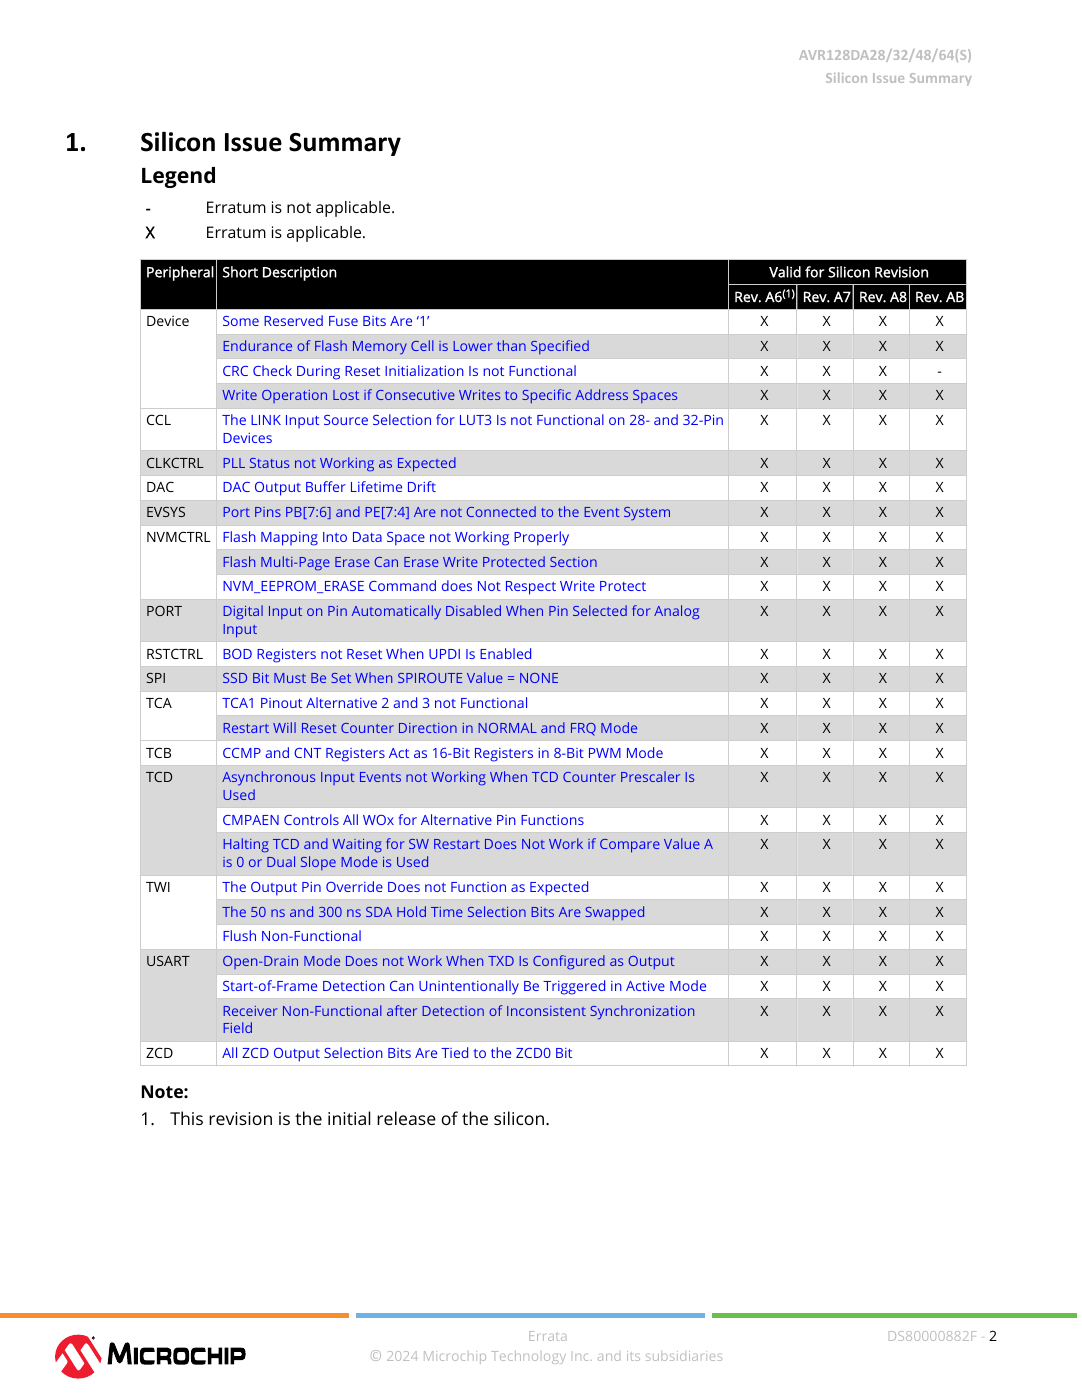 AVR128DA28/32/48/64(S)
Silicon Issue Summary
1. Silicon Issue Summary
Legend
- Erratum is not applicable.
X Erratum is applicable.
Peripheral Short Description Valid for Silicon Revision
Rev. A6(1) Rev. A7 Rev. A8 Rev. AB
Device Some Reserved Fuse Bits Are ‘1’ X X X X
Endurance of Flash Memory Cell is Lower than Specified X X X X
CRC Check During Reset Initialization Is not Functional X X X -
Write Operation Lost if Consecutive Writes to Specific Address Spaces X X X X
CCL The LINK Input Source Selection for LUT3 Is not Functional on 28- and 32-Pin X X X X
Devices
CLKCTRL PLL Status not Working as Expected X X X X
DAC DAC Output Buffer Lifetime Drift X X X X
EVSYS Port Pins PB[7:6] and PE[7:4] Are not Connected to the Event System X X X X
NVMCTRL Flash Mapping Into Data Space not Working Properly X X X X
Flash Multi-Page Erase Can Erase Write Protected Section X X X X
NVM_EEPROM_ERASE Command does Not Respect Write Protect X X X X
PORT Digital Input on Pin Automatically Disabled When Pin Selected for Analog X X X X
Input
RSTCTRL BOD Registers not Reset When UPDI Is Enabled X X X X
SPI SSD Bit Must Be Set When SPIROUTE Value = NONE X X X X
TCA TCA1 Pinout Alternative 2 and 3 not Functional X X X X
Restart Will Reset Counter Direction in NORMAL and FRQ Mode X X X X
TCB CCMP and CNT Registers Act as 16-Bit Registers in 8-Bit PWM Mode X X X X
TCD Asynchronous Input Events not Working When TCD Counter Prescaler Is X X X X
Used
CMPAEN Controls All WOx for Alternative Pin Functions X X X X
Halting TCD and Waiting for SW Restart Does Not Work if Compare Value A X X X X
is 0 or Dual Slope Mode is Used
TWI The Output Pin Override Does not Function as Expected X X X X
The 50 ns and 300 ns SDA Hold Time Selection Bits Are Swapped X X X X
Flush Non-Functional X X X X
USART Open-Drain Mode Does not Work When TXD Is Configured as Output X X X X
Start-of-Frame Detection Can Unintentionally Be Triggered in Active Mode X X X X
Receiver Non-Functional after Detection of Inconsistent Synchronization X X X X
Field
ZCD All ZCD Output Selection Bits Are Tied to the ZCD0 Bit X X X X
Note:
1. This revision is the initial release of the silicon.
MICROCHIP
Errata
© 2024 Microchip Technology Inc. and its subsidiaries
DS80000882F - 2